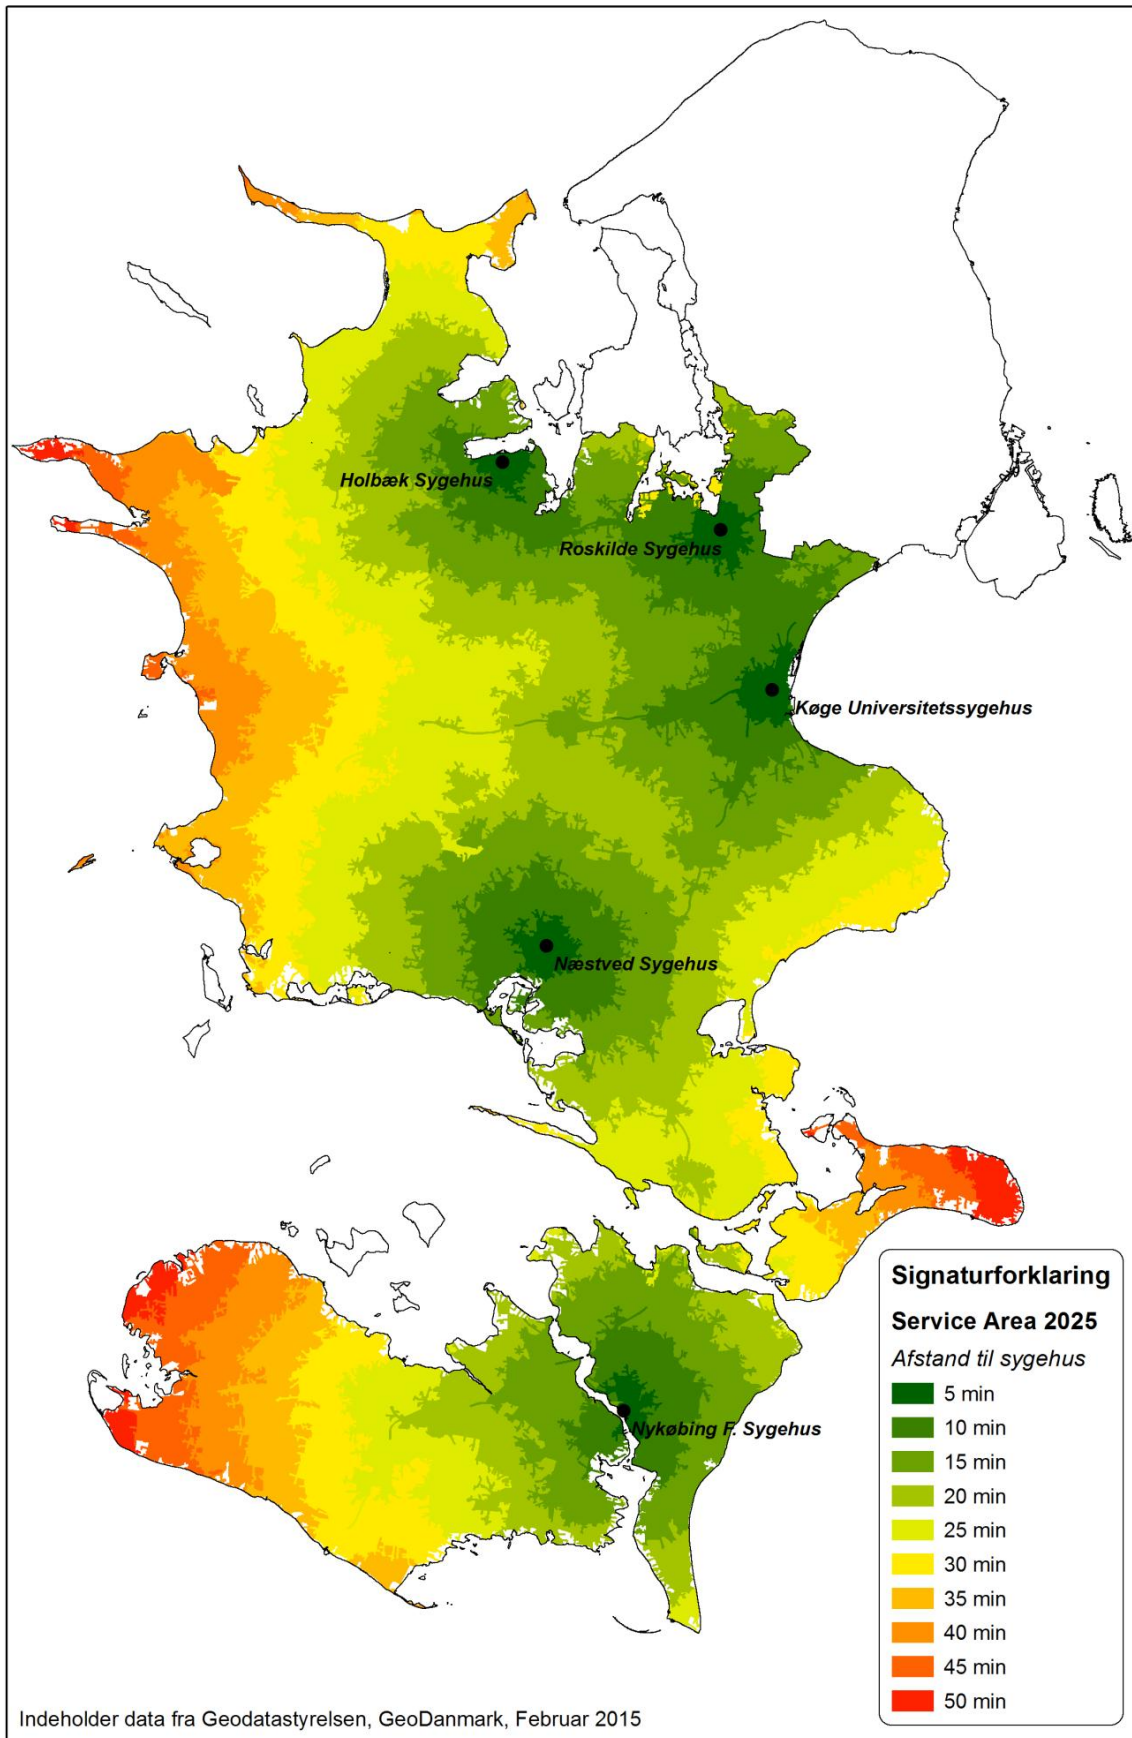 Holbæk Sygehus
Roskilde Sygehus
Køge Universitetssygehus
Næstved Sygehus
Nykøbing F. Sygehus
Signaturforklaring
Service Area 2025
Afstand til sygehus
5 min
10 min
15 min
20 min
25 min
30 min
35 min
40 min
45 min
50 min
Indeholder data fra Geodatastyrelsen, GeoDanmark, Februar 2015